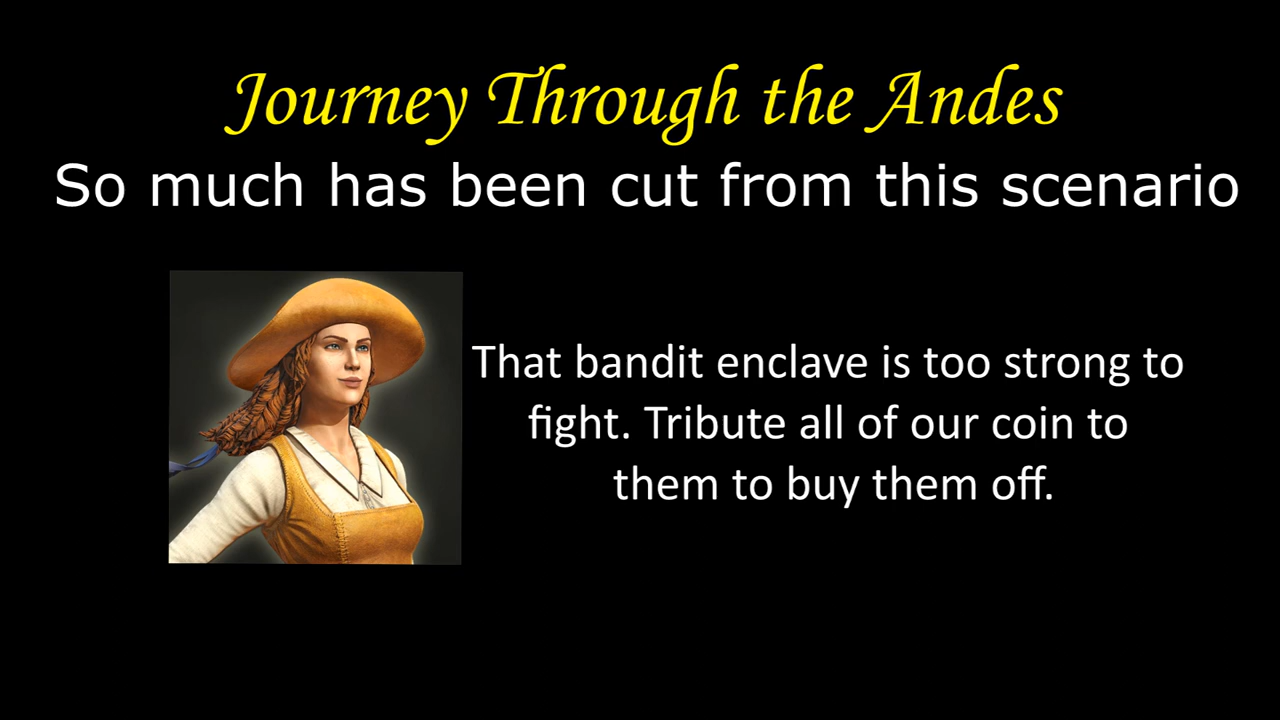 Journey Through the Andes
So much has been cut from this scenario
That bandit enclave is too strong to
fight. Tribute all of our coin to
them to buy them off.